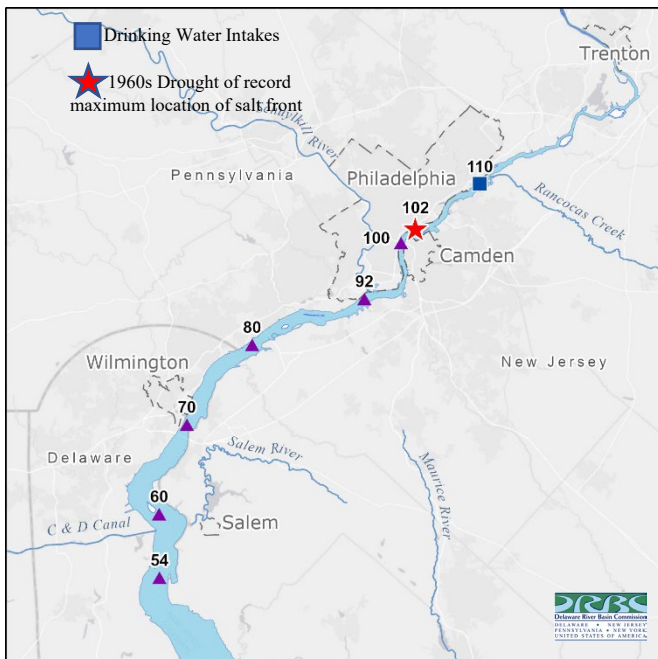 Drinking Water Intakes
1960s Drought of record
maximum location of salt front
Trenton
Schuylkill River
Pennsylvania
Philadelphia
110
102
100
Rancocas Creek
Camden
92
80
New Jersey
Wilmington
70
Delaware
Salem River
Maurice River
60
C & D Canal
Salem
54
DRBC
Delaware River Basin Commission
DELAWARE • NEW JERSEY
PENNSYLVANIA • NEW YORK
UNITED STATES OF AMERICA